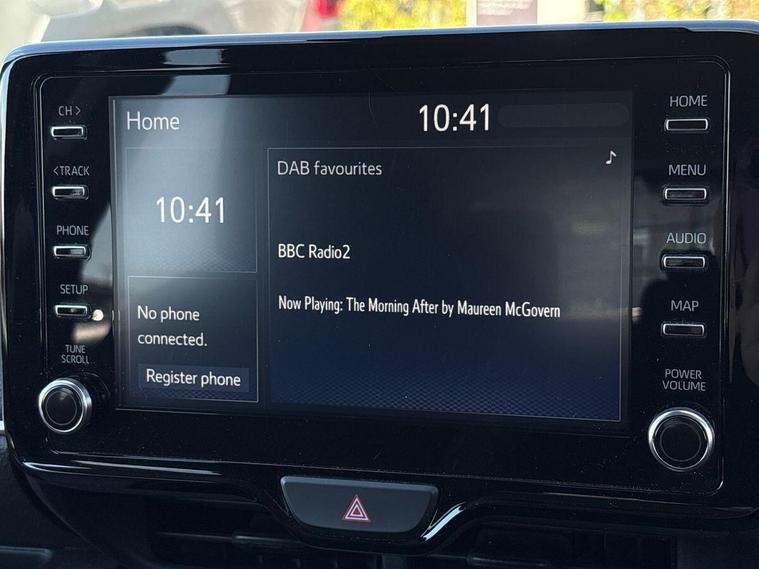 CH >
<TRACK
PHONE
SETUP
TUNE
SCROLL
Home
10:41
10:41
No phone
connected.
Register phone
DAB favourites
BBC Radio2
Now Playing: The Morning After by Maureen McGovern
HOME
MENU
AUDIO
MAP
POWER
VOLUME